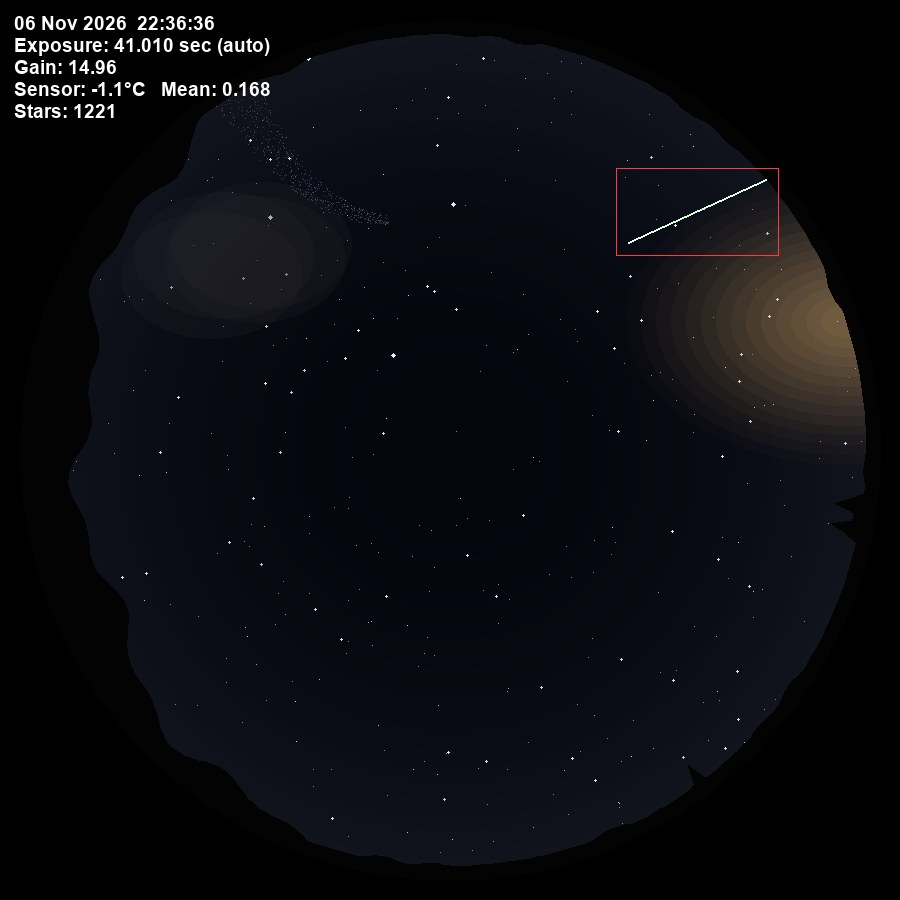 06 Nov 2026  22:36:36
Exposure: 41.010 sec (auto)
Gain: 14.96
Sensor: -1.1°C   Mean: 0.168
Stars: 1221